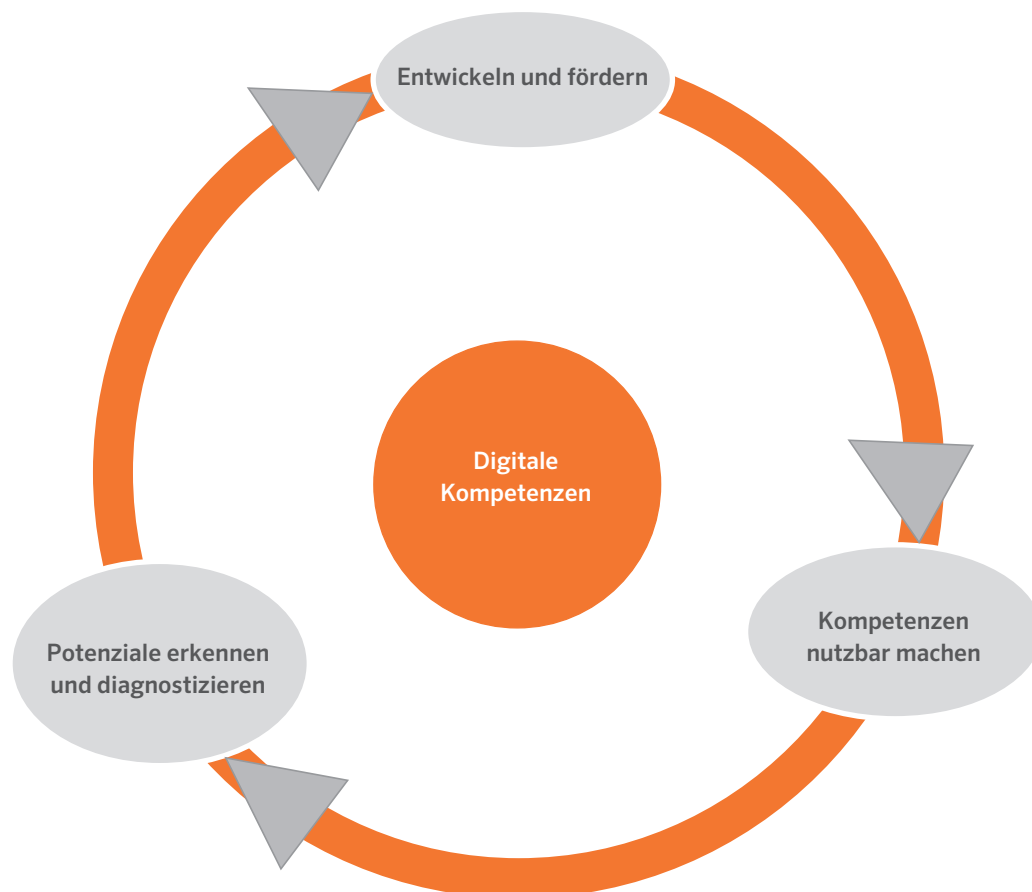 Entwickeln und fördern
Digitale
Kompetenzen
Kompetenzen
nutzbar machen
Potenziale erkennen
und diagnostizieren